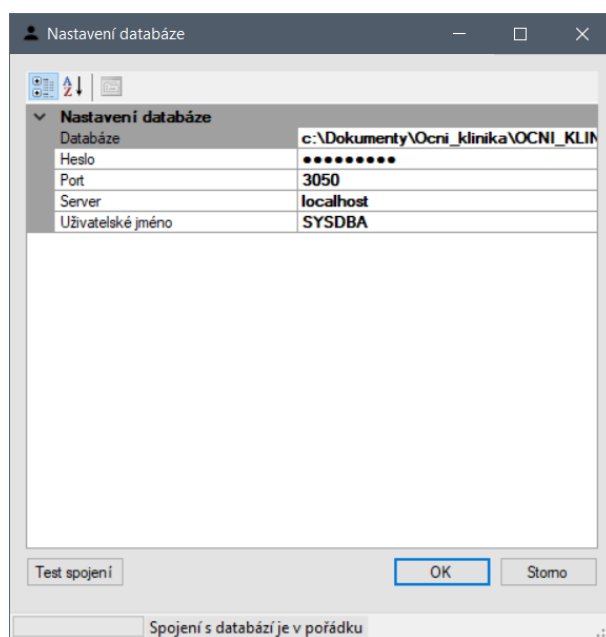 Nastavení databáze
Nastavení databáze
Databáze c:\Dokumenty\Ocni_klinika\OCNI_KLIN
Heslo ●●●●●●●●●
Port 3050
Server localhost
Uživatelské jméno SYSDBA
Test spojení OK Storno
Spojení s databází je v pořádku